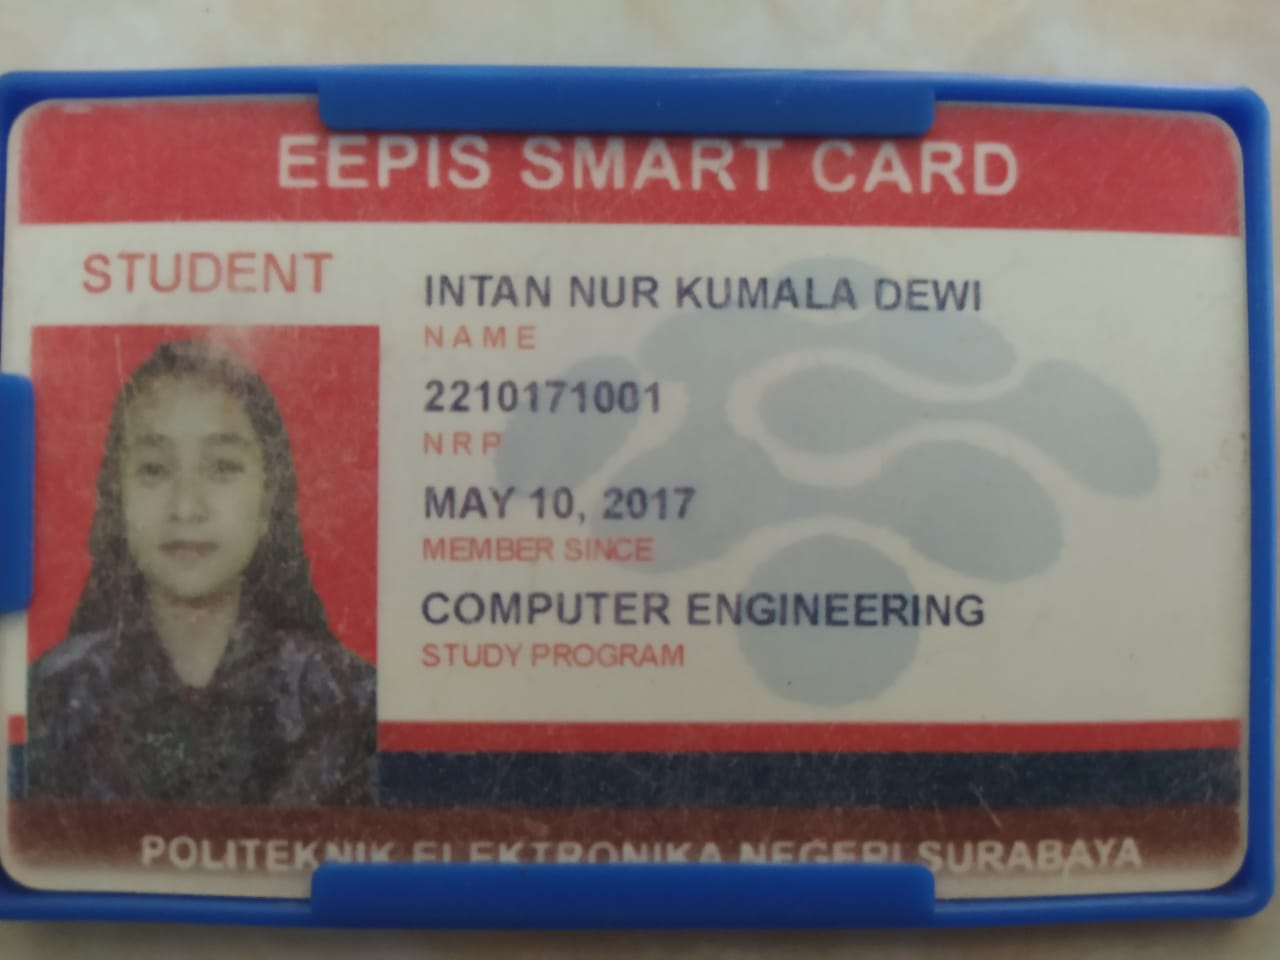 EEPIS SMART CARD
STUDENT
INTAN NUR KUMALA DEWI
NAME
2210171001
NRP
MAY 10, 2017
MEMBER SINCE
COMPUTER ENGINEERING
STUDY PROGRAM
POLITEKNIK ELEKTRONIKA NEGERI SURABAYA